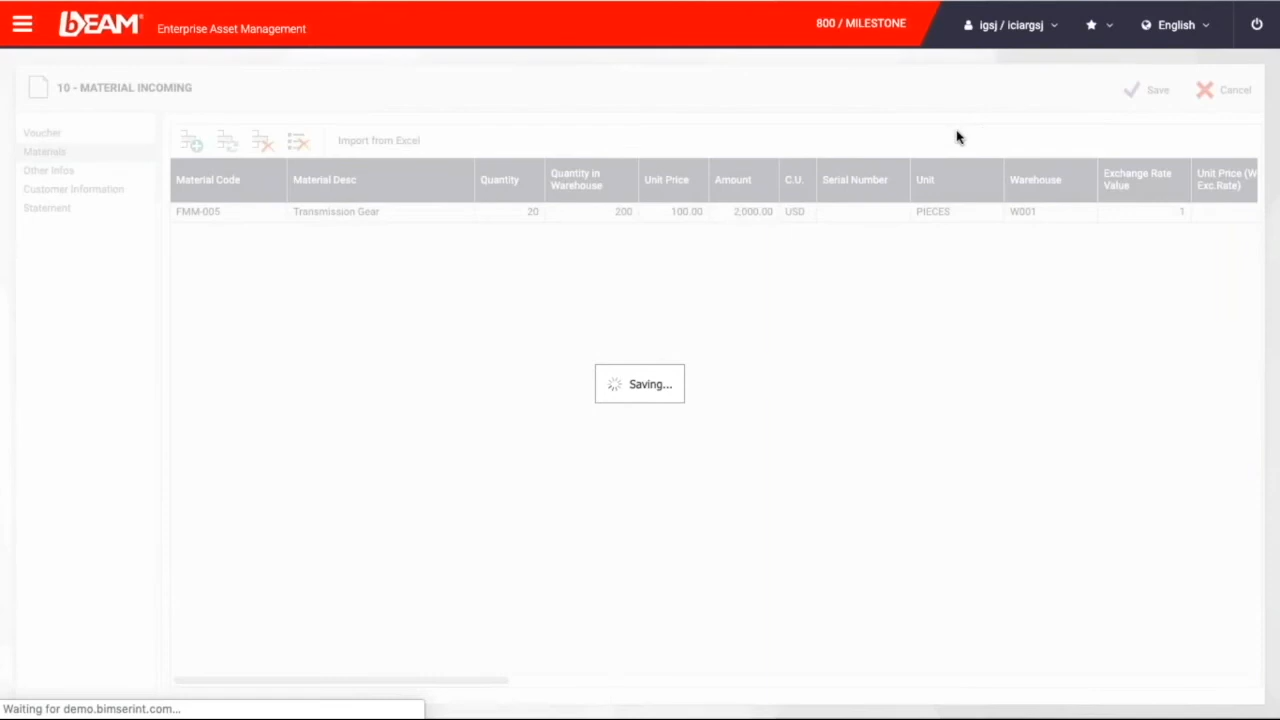 bEAM® Enterprise Asset Management 800 / MILESTONE igsj / iciargsj English
10 - MATERIAL INCOMING Save Cancel
Voucher
Materials
Other Infos
Customer Information
Statement
Import from Excel
Material Code Material Desc Quantity Quantity in Warehouse Unit Price Amount C.U. Serial Number Unit Warehouse Exchange Rate Value Unit Price (W Exc.Rate)
FMM-005 Transmission Gear 20 200 100.00 2,000.00 USD PIECES W001 1
Saving...
Waiting for demo.bimserint.com...